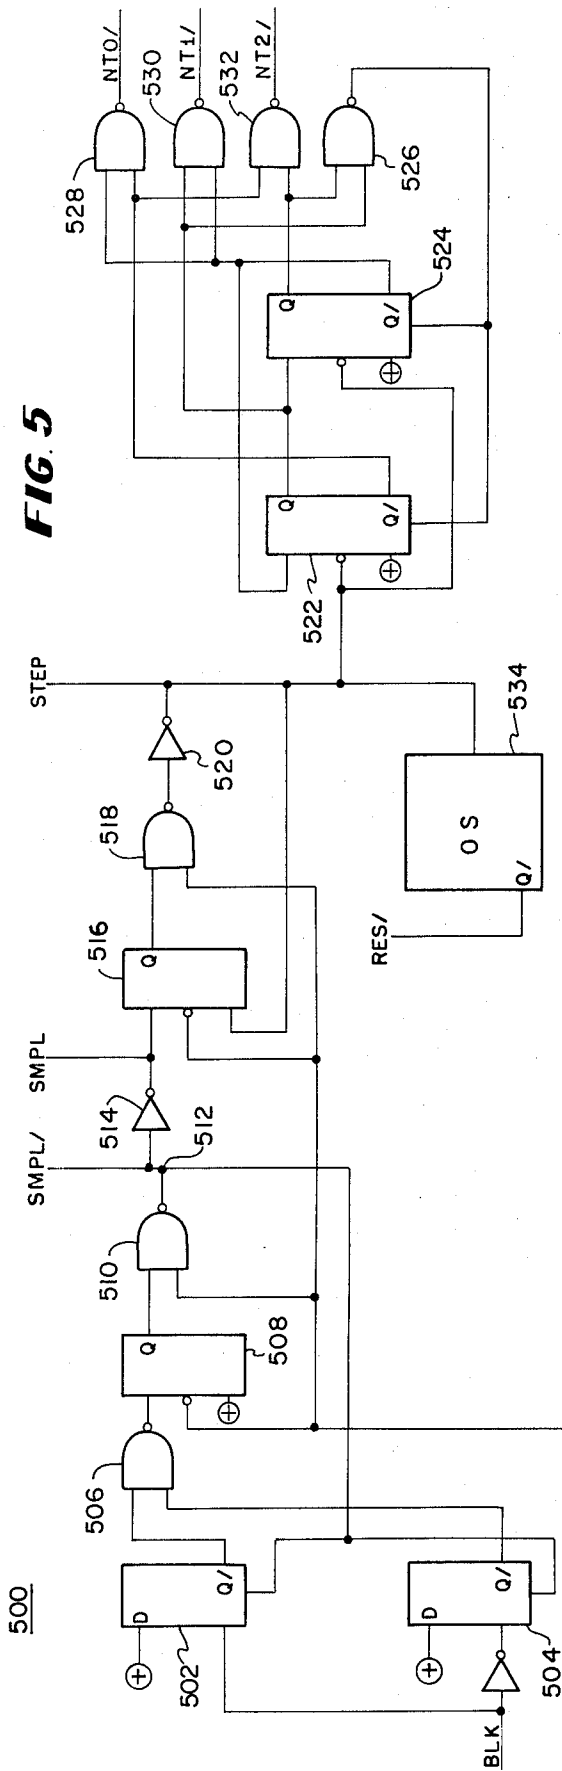 FIG. 5
500
BLK
D
502
Q/
D
504
Q/
506
508
Q
510
512
SMPL/
514
SMPL
516
Q
518
520
STEP
RES/
OS
Q/
534
522
Q
Q/
524
Q
Q/
526
528
530
532
NT0/
NT1/
NT2/